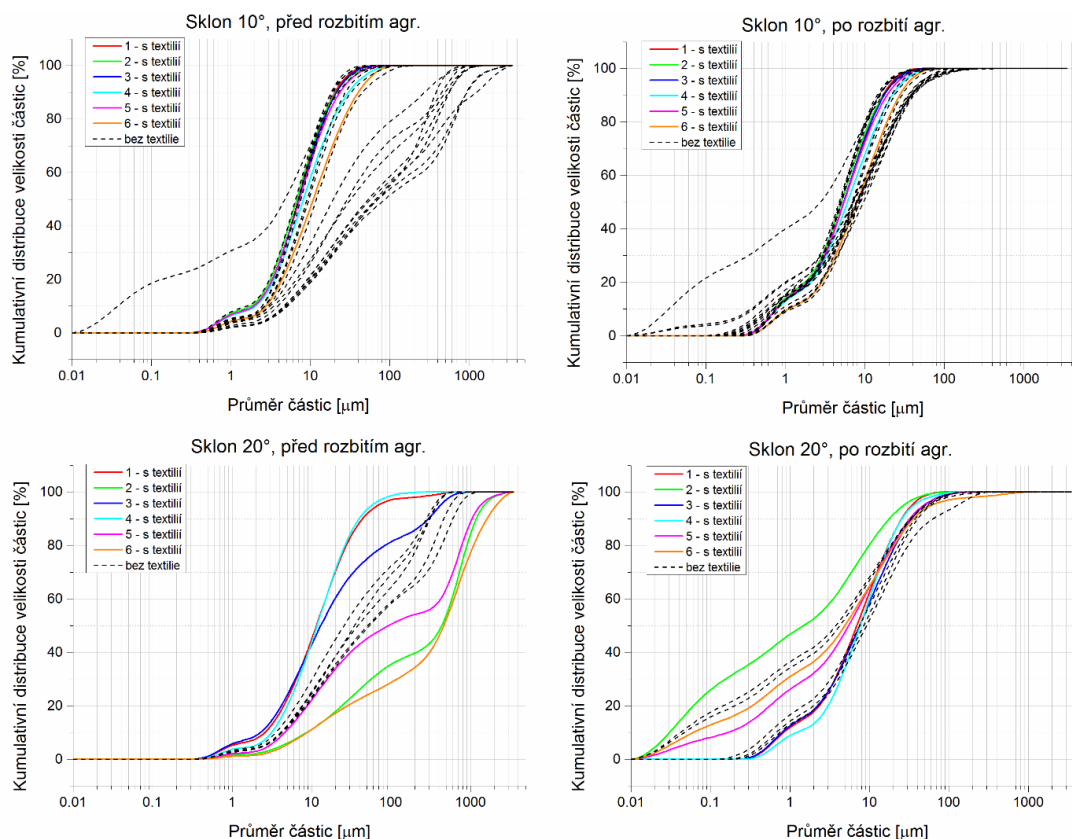 Sklon 10°, před rozbitím agr.
Kumulativní distribuce velikosti částic [%]
1 - s textilií
2 - s textilií
3 - s textilií
4 - s textilií
5 - s textilií
6 - s textilií
bez textilie
100
80
60
40
20
0
0.01 0.1 1 10 100 1000
Průměr částic [μm]
Sklon 10°, po rozbití agr.
Kumulativní distribuce velikosti částic [%]
1 - s textilií
2 - s textilií
3 - s textilií
4 - s textilií
5 - s textilií
6 - s textilií
bez textilie
100
80
60
40
20
0
0.01 0.1 1 10 100 1000
Průměr částic [μm]
Sklon 20°, před rozbitím agr.
Kumulativní distribuce velikosti částic [%]
1 - s textilií
2 - s textilií
3 - s textilií
4 - s textilií
5 - s textilií
6 - s textilií
bez textilie
100
80
60
40
20
0
0.01 0.1 1 10 100 1000
Průměr částic [μm]
Sklon 20°, po rozbití agr.
Kumulativní distribuce velikosti částic [%]
1 - s textilií
2 - s textilií
3 - s textilií
4 - s textilií
5 - s textilií
6 - s textilií
bez textilie
100
80
60
40
20
0
0.01 0.1 1 10 100 1000
Průměr částic [μm]